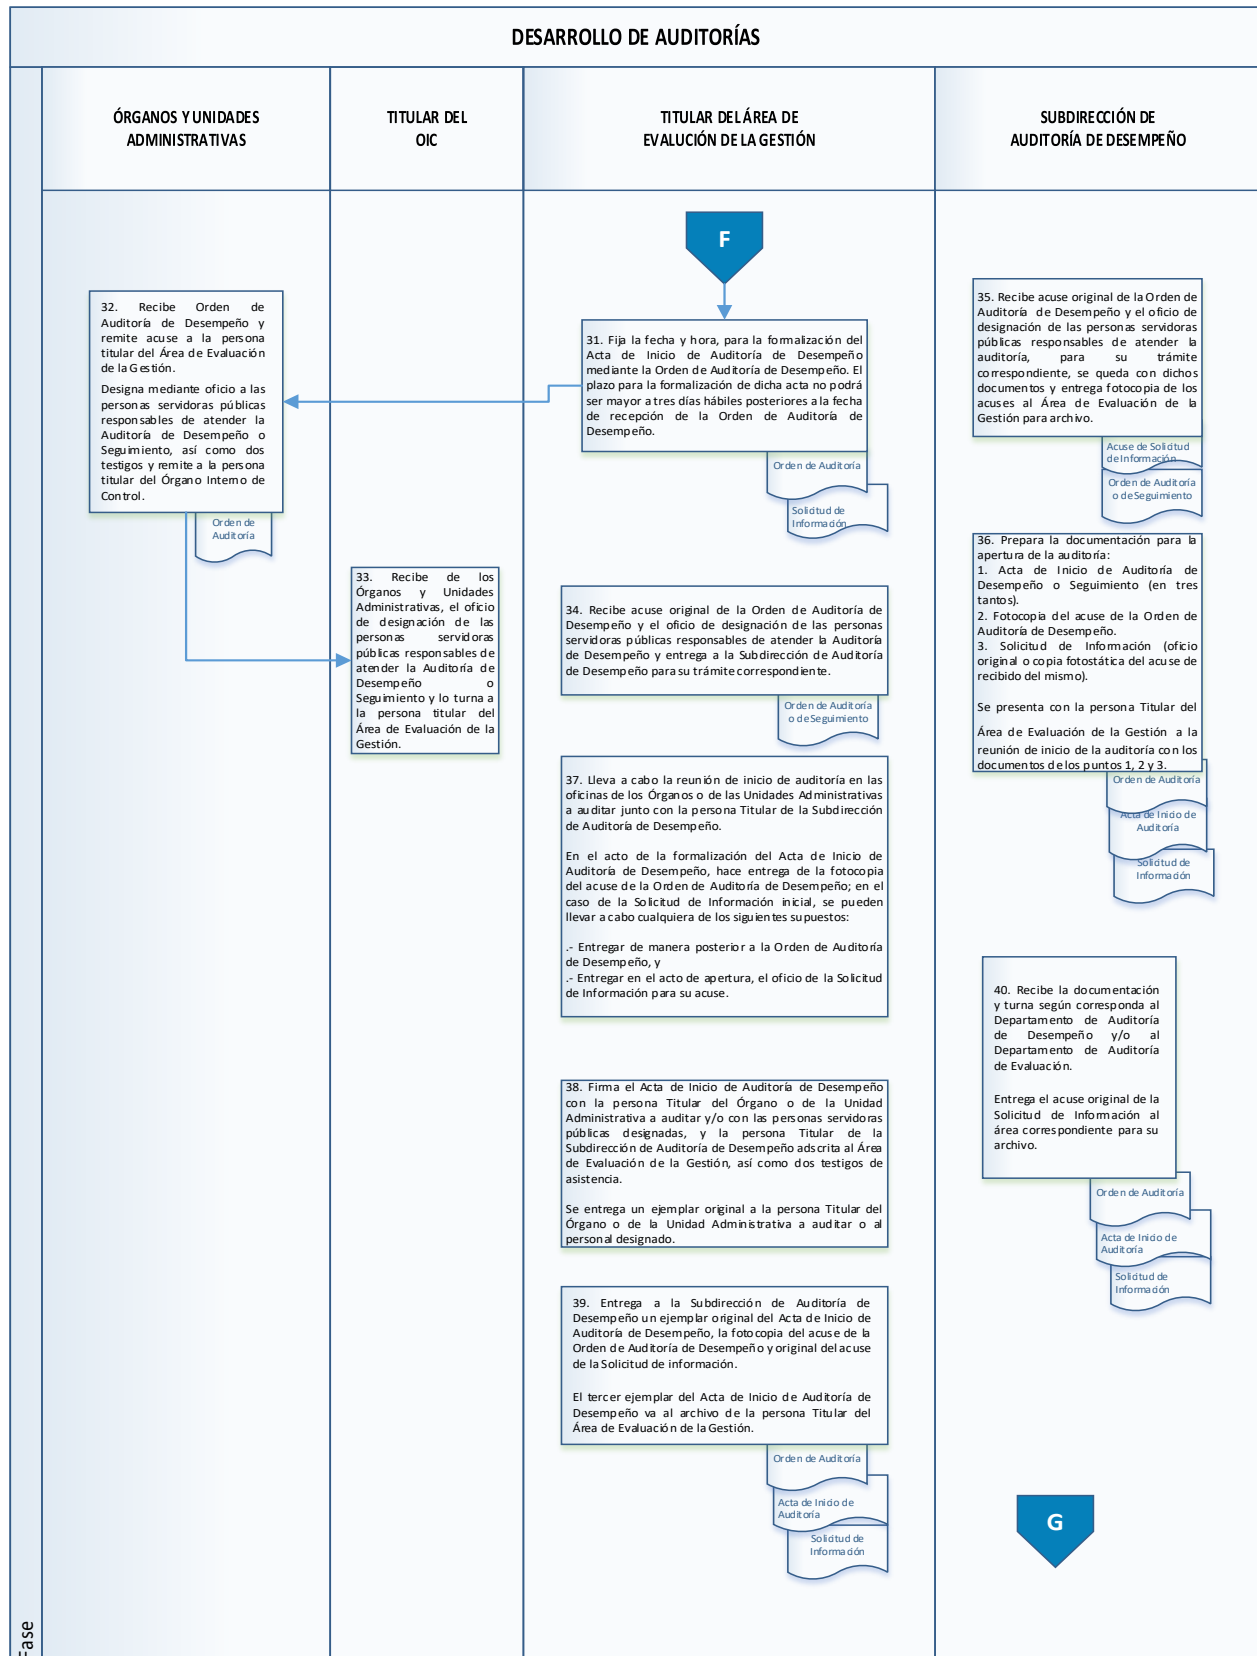 DESARROLLO DE AUDITORÍAS
ÓRGANOS Y UNIDADES
ADMINISTRATIVAS
TITULAR DEL
OIC
TITULAR DEL ÁREA DE
EVALUCIÓN DE LA GESTIÓN
SUBDIRECCIÓN DE
AUDITORÍA DE DESEMPEÑO
F
31. Fija la fecha y hora, para la formalización del
Acta de Inicio de Auditoría de Desempeño
mediante la Orden de Auditoría de Desempeño. El
plazo para la formalización de dicha acta no podrá
ser mayor a tres días hábiles posteriores a la fecha
de recepción de la Orden de Auditoría de
Desempeño.
Orden de Auditoría
Solicitud de
Información
32. Recibe Orden de
Auditoría de Desempeño y
remite acuse a la persona
titular del Área de Evaluación
de la Gestión.
Designa mediante oficio a las
personas servidoras públicas
responsables de atender la
Auditoría de Desempeño o
Seguimiento, así como dos
testigos y remite a la persona
titular del Órgano Interno de
Control.
Orden de
Auditoría
33. Recibe de los
Órganos y Unidades
Administrativas, el oficio
de designación de las
personas servidoras
públicas responsables de
atender la Auditoría de
Desempeño o
Seguimiento y lo turna a
la persona titular del
Área de Evaluación de la
Gestión.
34. Recibe acuse original de la Orden de Auditoría de
Desempeño y el oficio de designación de las personas
servidoras públicas responsables de atender la Auditoría
de Desempeño y entrega a la Subdirección de Auditoría
de Desempeño para su trámite correspondiente.
Orden de Auditoría
o de Seguimiento
35. Recibe acuse original de la Orden de
Auditoría de Desempeño y el oficio de
designación de las personas servidoras
públicas responsables de atender la
auditoría, para su trámite
correspondiente, se queda con dichos
documentos y entrega fotocopia de los
acuses al Área de Evaluación de la
Gestión para archivo.
Acuse de Solicitud
de Información
Orden de Auditoría
o de Seguimiento
36. Prepara la documentación para la
apertura de la auditoría:
1. Acta de Inicio de Auditoría de
Desempeño o Seguimiento (en tres
tantos).
2. Fotocopia del acuse de la Orden de
Auditoría de Desempeño.
3. Solicitud de Información (oficio
original o copia fotostática del acuse de
recibido del mismo).
Se presenta con la persona Titular del
Área de Evaluación de la Gestión a la
reunión de inicio de la auditoría con los
documentos de los puntos 1, 2 y 3.
Orden de Auditoría
Acta de Inicio de
Auditoría
Solicitud de
Información
37. Lleva a cabo la reunión de inicio de auditoría en las
oficinas de los Órganos o de las Unidades Administrativas
a auditar junto con la persona Titular de la Subdirección
de Auditoría de Desempeño.
En el acto de la formalización del Acta de Inicio de
Auditoría de Desempeño, hace entrega de la fotocopia
del acuse de la Orden de Auditoría de Desempeño; en el
caso de la Solicitud de Información inicial, se pueden
llevar a cabo cualquiera de los siguientes supuestos:
.- Entregar de manera posterior a la Orden de Auditoría
de Desempeño, y
.- Entregar en el acto de apertura, el oficio de la Solicitud
de Información para su acuse.
38. Firma el Acta de Inicio de Auditoría de Desempeño
con la persona Titular del Órgano o de la Unidad
Administrativa a auditar y/o con las personas servidoras
públicas designadas, y la persona Titular de la
Subdirección de Auditoría de Desempeño adscrita al Área
de Evaluación de la Gestión, así como dos testigos de
asistencia.
Se entrega un ejemplar original a la persona Titular del
Órgano o de la Unidad Administrativa a auditar o al
personal designado.
39. Entrega a la Subdirección de Auditoría de
Desempeño un ejemplar original del Acta de Inicio de
Auditoría de Desempeño, la fotocopia del acuse de la
Orden de Auditoría de Desempeño y original del acuse
de la Solicitud de información.
El tercer ejemplar del Acta de Inicio de Auditoría de
Desempeño va al archivo de la persona Titular del
Área de Evaluación de la Gestión.
Orden de Auditoría
Acta de Inicio de
Auditoría
Solicitud de
Información
40. Recibe la documentación
y turna según corresponda al
Departamento de Auditoría
de Desempeño y/o al
Departamento de Auditoría
de Evaluación.
Entrega el acuse original de la
Solicitud de Información al
área correspondiente para su
archivo.
Orden de Auditoría
Acta de Inicio de
Auditoría
Solicitud de
Información
G
Fase